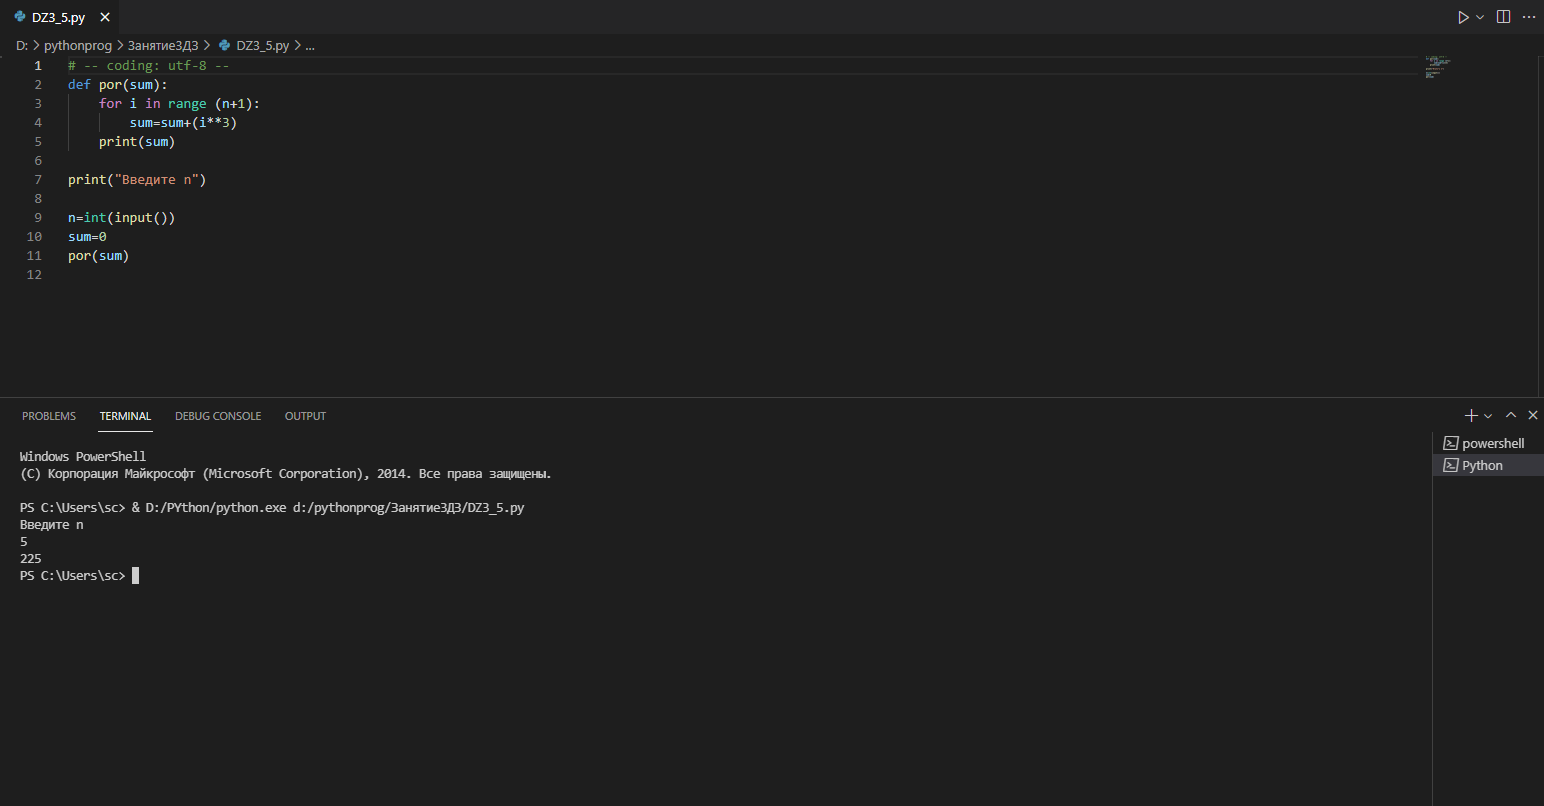 DZ3_5.py
D: > pythonprog > Занятие3ДЗ > DZ3_5.py > ...
1 # -- coding: utf-8 --
2 def por(sum):
3     for i in range (n+1):
4         sum=sum+(i**3)
5     print(sum)
6
7 print("Введите n")
8
9 n=int(input())
10 sum=0
11 por(sum)
12
PROBLEMS TERMINAL DEBUG CONSOLE OUTPUT
powershell
Python
Windows PowerShell
(C) Корпорация Майкрософт (Microsoft Corporation), 2014. Все права защищены.
PS C:\Users\sc> & D:/PYthon/python.exe d:/pythonprog/Занятие3ДЗ/DZ3_5.py
Введите n
5
225
PS C:\Users\sc>